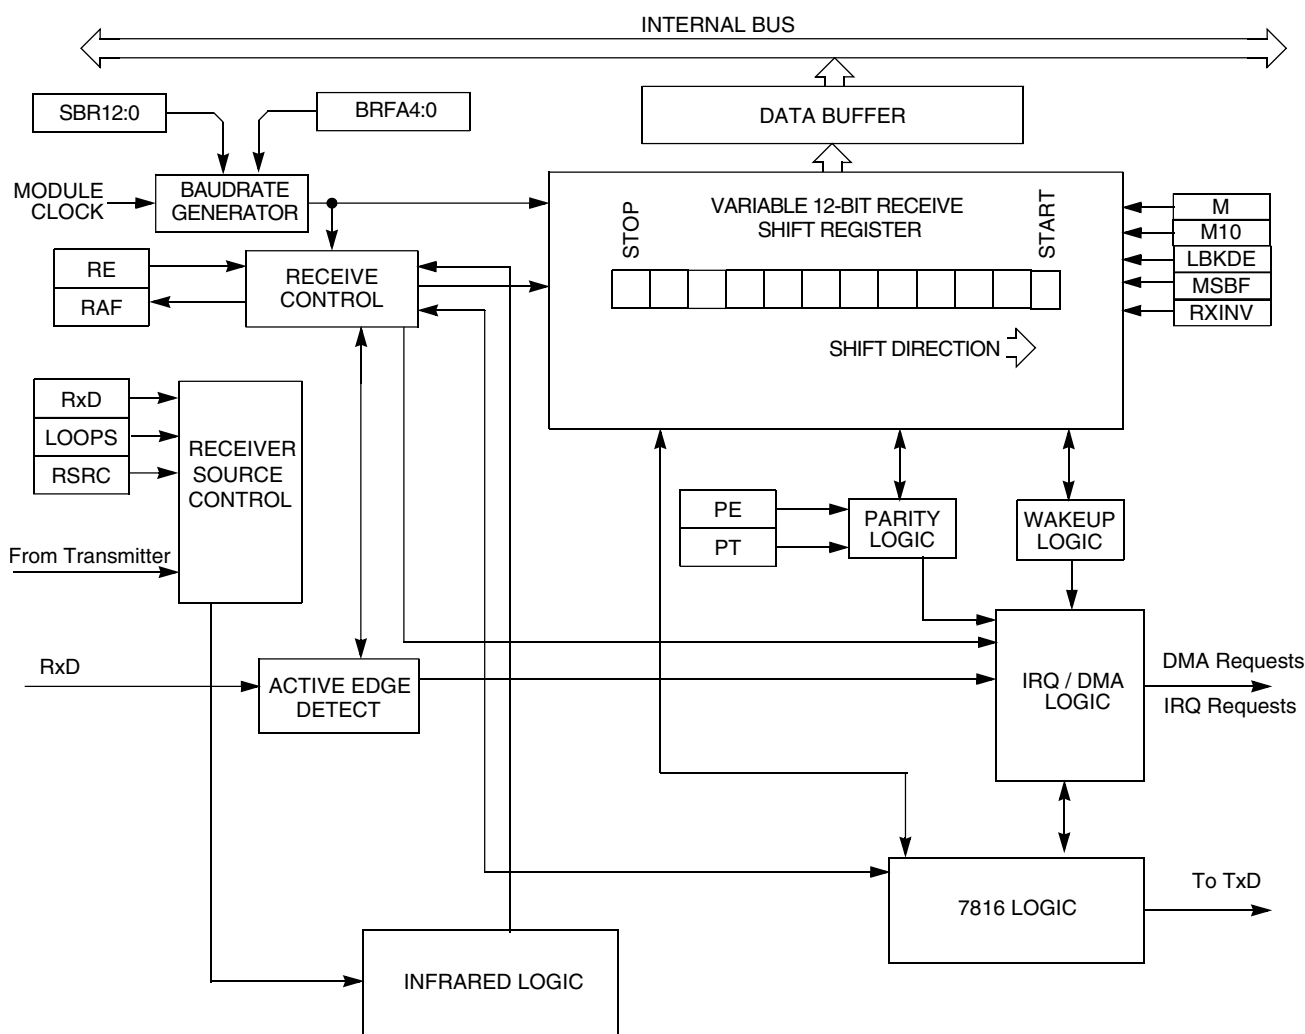 INTERNAL BUS
SBR12:0
BRFA4:0
DATA BUFFER
MODULE
CLOCK
BAUDRATE
GENERATOR
STOP
VARIABLE 12-BIT RECEIVE
SHIFT REGISTER
START
M
M10
LBKDE
MSBF
RXINV
RE
RAF
RECEIVE
CONTROL
SHIFT DIRECTION
RxD
LOOPS
RSRC
RECEIVER
SOURCE
CONTROL
From Transmitter
PE
PT
PARITY
LOGIC
WAKEUP
LOGIC
RxD
ACTIVE EDGE
DETECT
IRQ / DMA
LOGIC
DMA Requests
IRQ Requests
7816 LOGIC
To TxD
INFRARED LOGIC